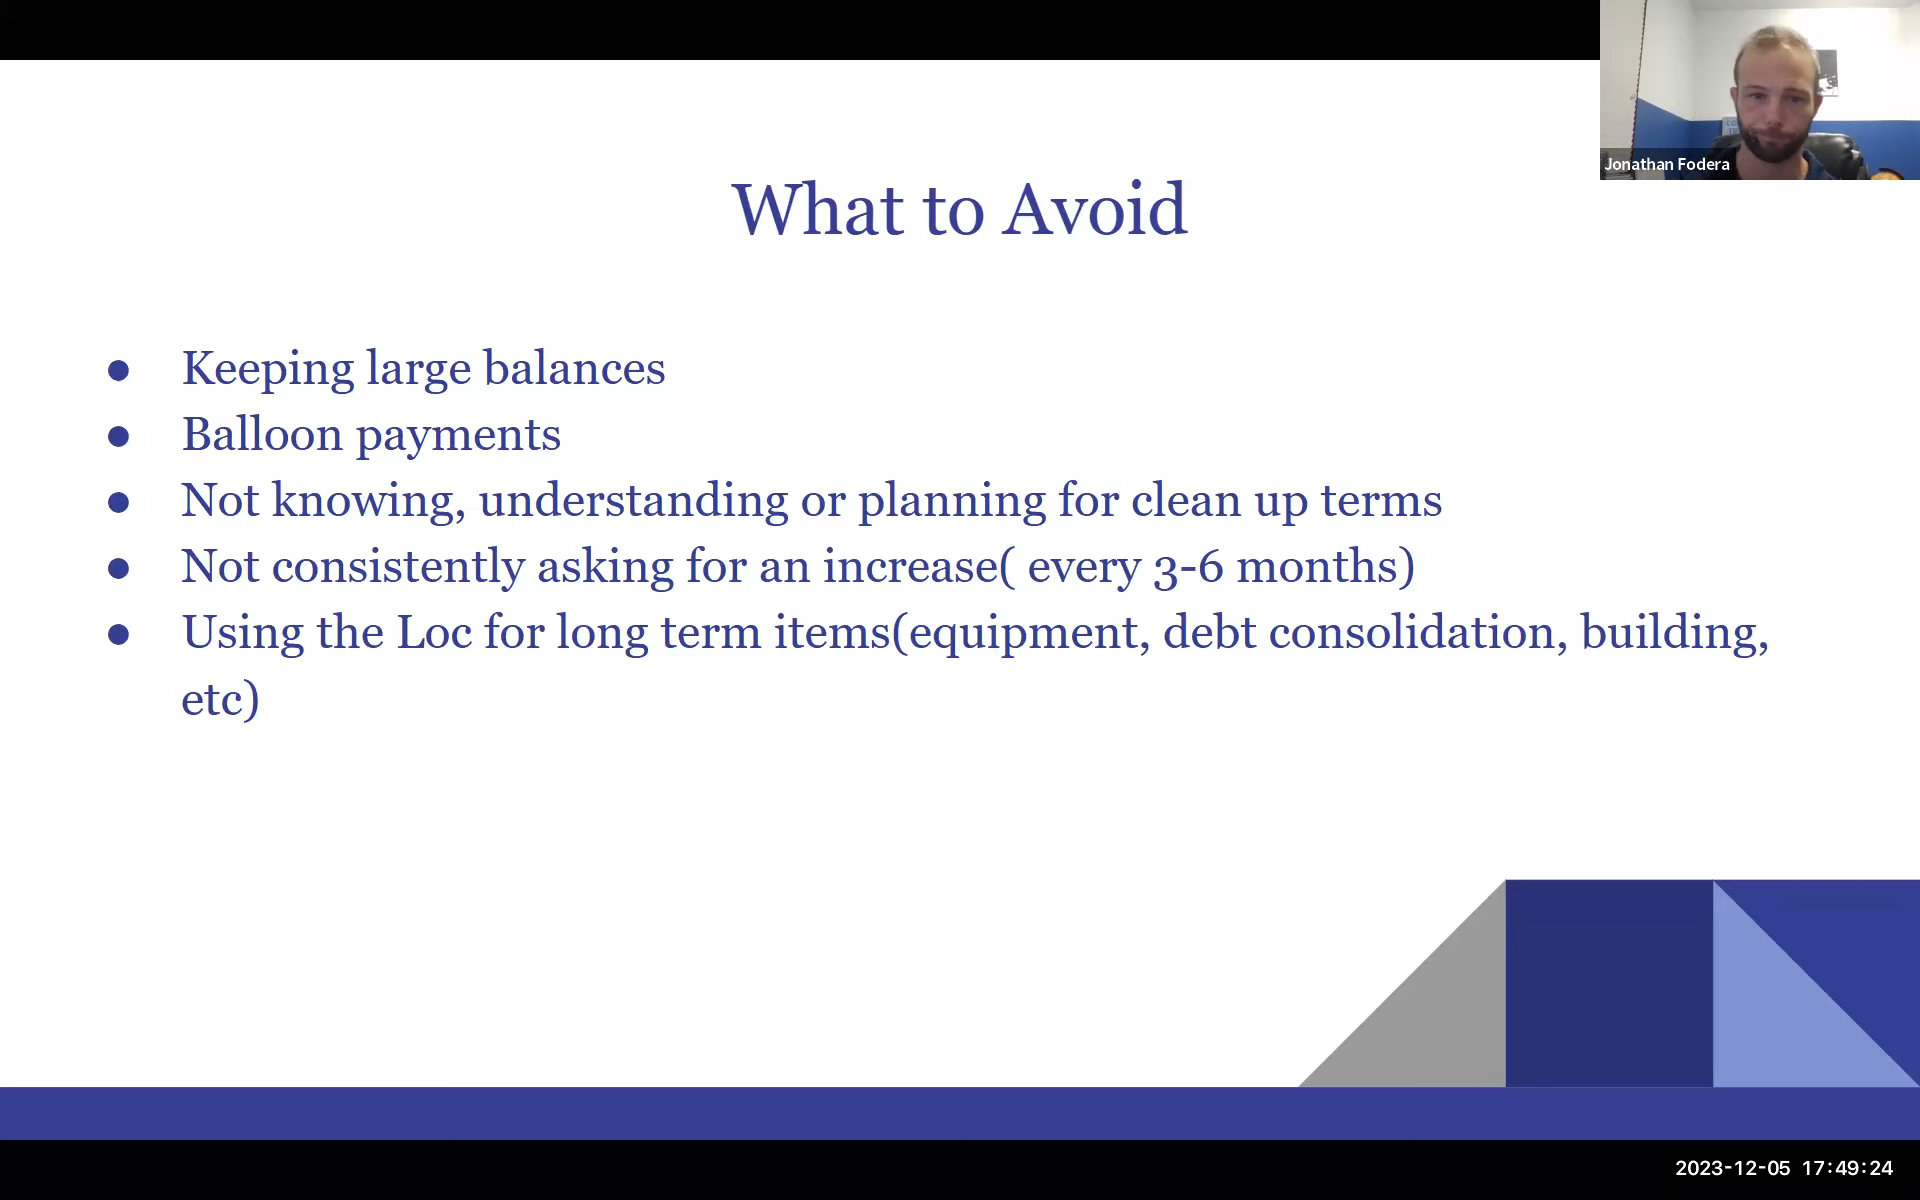 Jonathan Fodera
What to Avoid
● Keeping large balances
● Balloon payments
● Not knowing, understanding or planning for clean up terms
● Not consistently asking for an increase( every 3-6 months)
● Using the Loc for long term items(equipment, debt consolidation, building,
etc)
2023-12-05 17:49:24